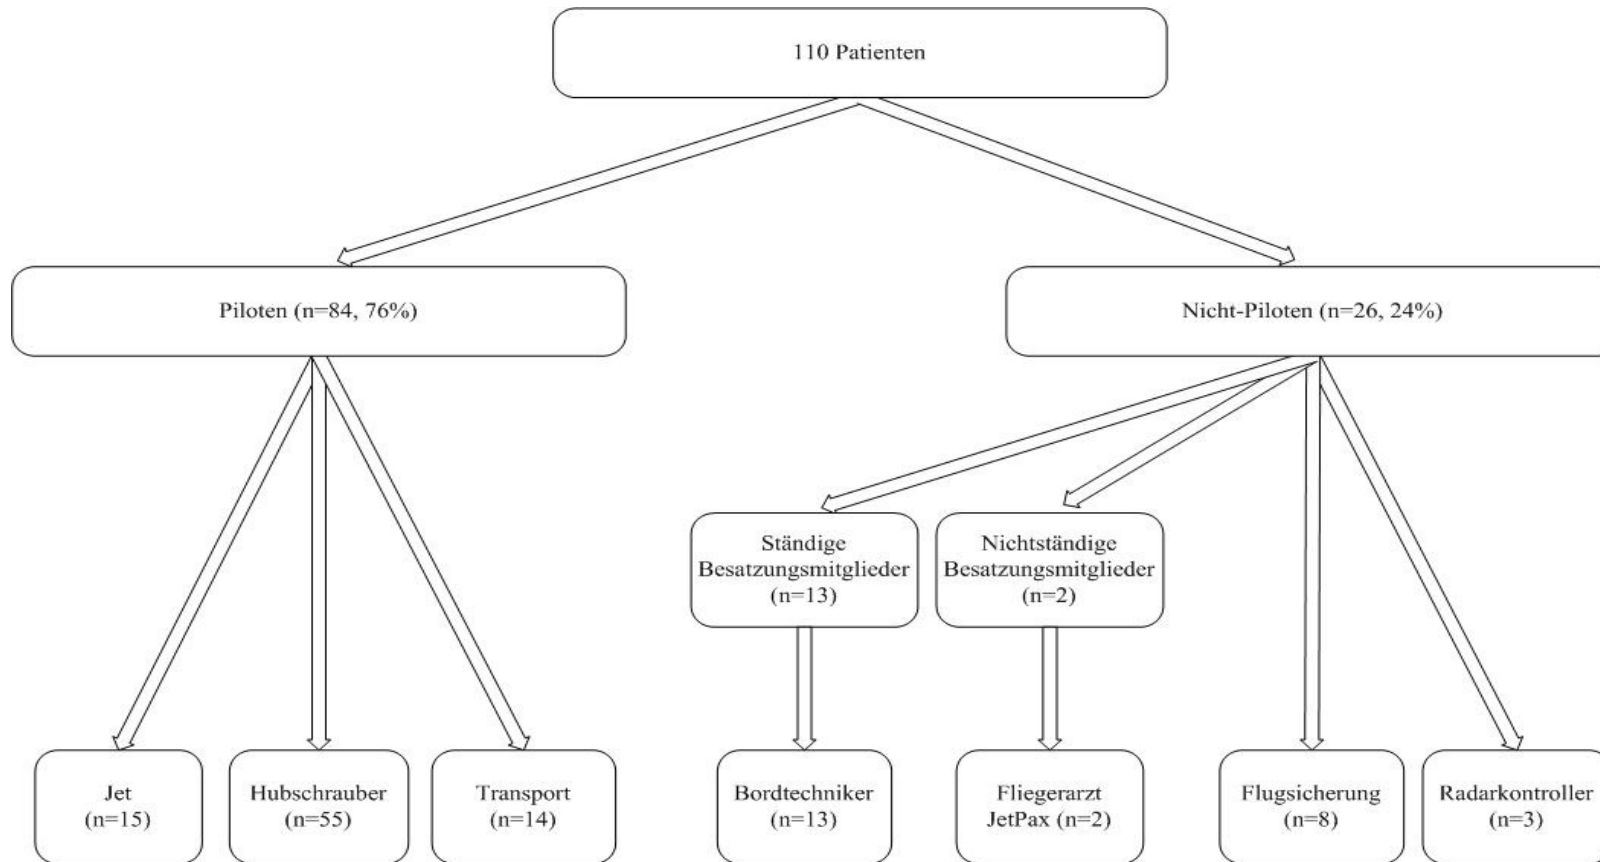 110 Patienten
Piloten (n=84, 76%)
Nicht-Piloten (n=26, 24%)
Ständige
Besatzungsmitglieder
(n=13)
Nichtständige
Besatzungsmitglieder
(n=2)
Jet
(n=15)
Hubschrauber
(n=55)
Transport
(n=14)
Bordtechniker
(n=13)
Fliegerarzt
JetPax (n=2)
Flugsicherung
(n=8)
Radarkontroller
(n=3)